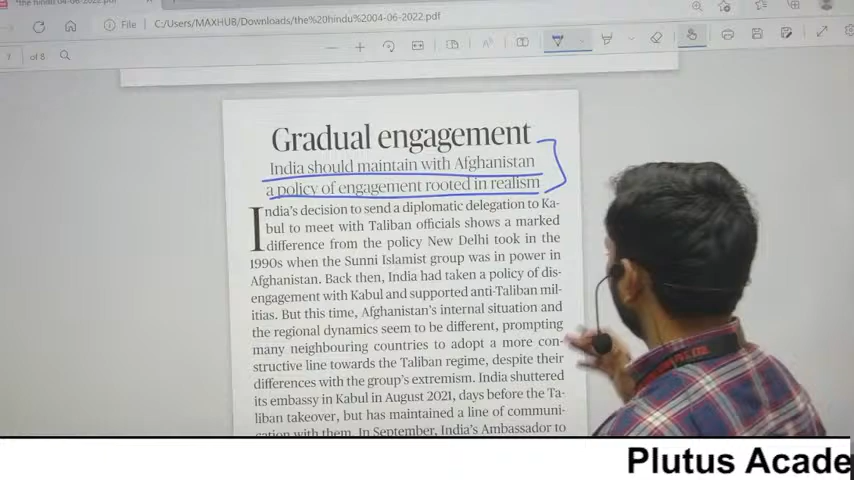 the hindu 04-06-2022.pdf
File C:/Users/MAXHUB/Downloads/the%20hindu%2004-06-2022.pdf
of 8
Gradual engagement
India should maintain with Afghanistan
a policy of engagement rooted in realism
India's decision to send a diplomatic delegation to Ka-
bul to meet with Taliban officials shows a marked
difference from the policy New Delhi took in the
1990s when the Sunni Islamist group was in power in
Afghanistan. Back then, India had taken a policy of dis-
engagement with Kabul and supported anti-Taliban mil-
itias. But this time, Afghanistan's internal situation and
the regional dynamics seem to be different, prompting
many neighbouring countries to adopt a more con-
structive line towards the Taliban regime, despite their
differences with the group's extremism. India shuttered
its embassy in Kabul in August 2021, days before the Ta-
liban takeover, but has maintained a line of communi-
cation with them. In September, India's Ambassador to
Plutus Acade